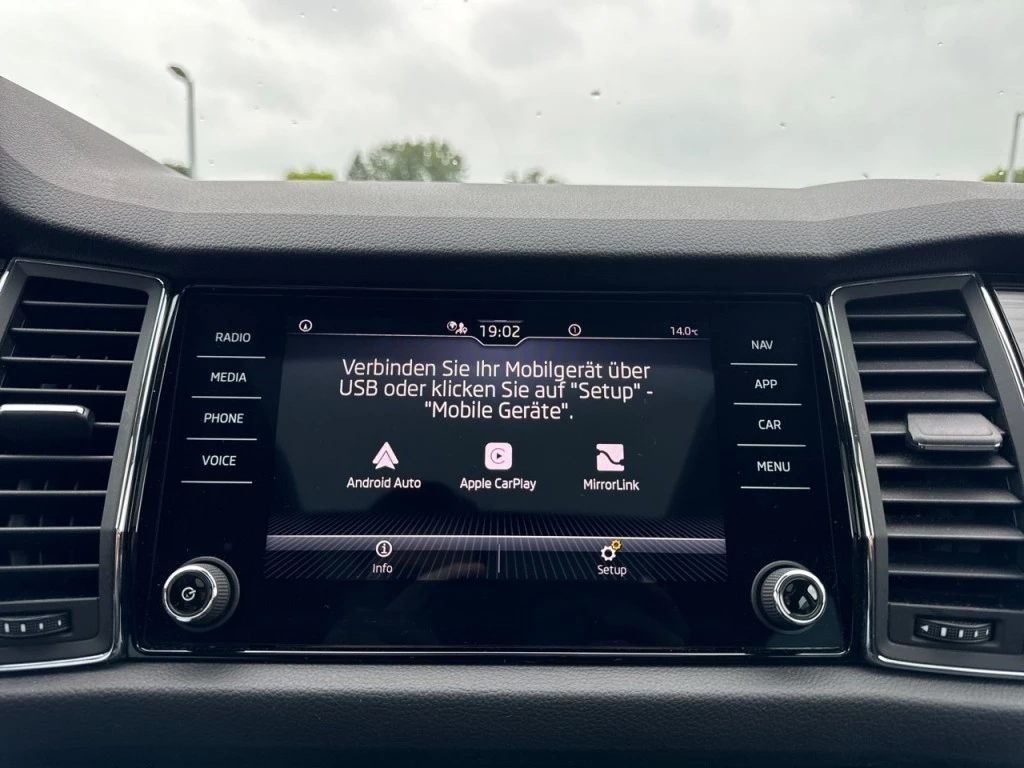 RADIO
MEDIA
PHONE
VOICE
19:02
1
14.0°C
Verbinden Sie Ihr Mobilgerät über
USB oder klicken Sie auf "Setup" -
"Mobile Geräte".
Android Auto
Apple CarPlay
MirrorLink
Info
Setup
NAV
APP
CAR
MENU